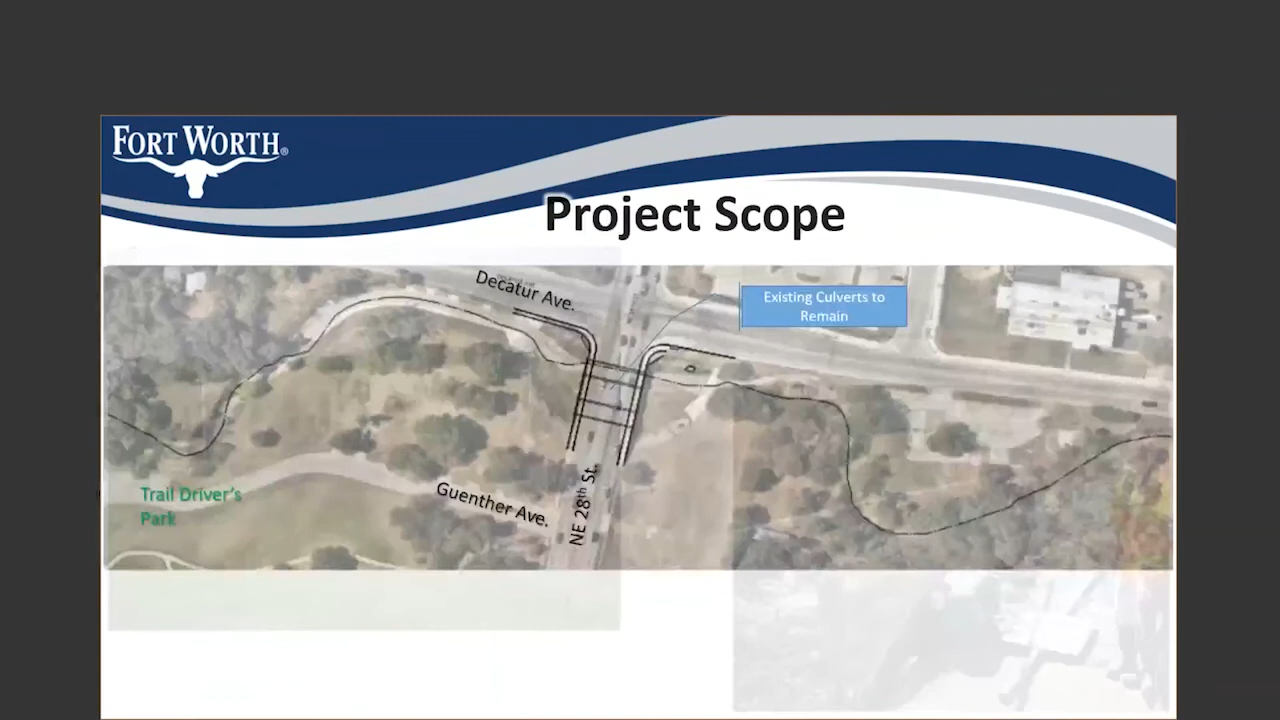 FORT WORTH®
Project Scope
Decatur Ave.
Existing Culverts to
Remain
Trail Driver's
Park
Guenther Ave.
NE 28th St.